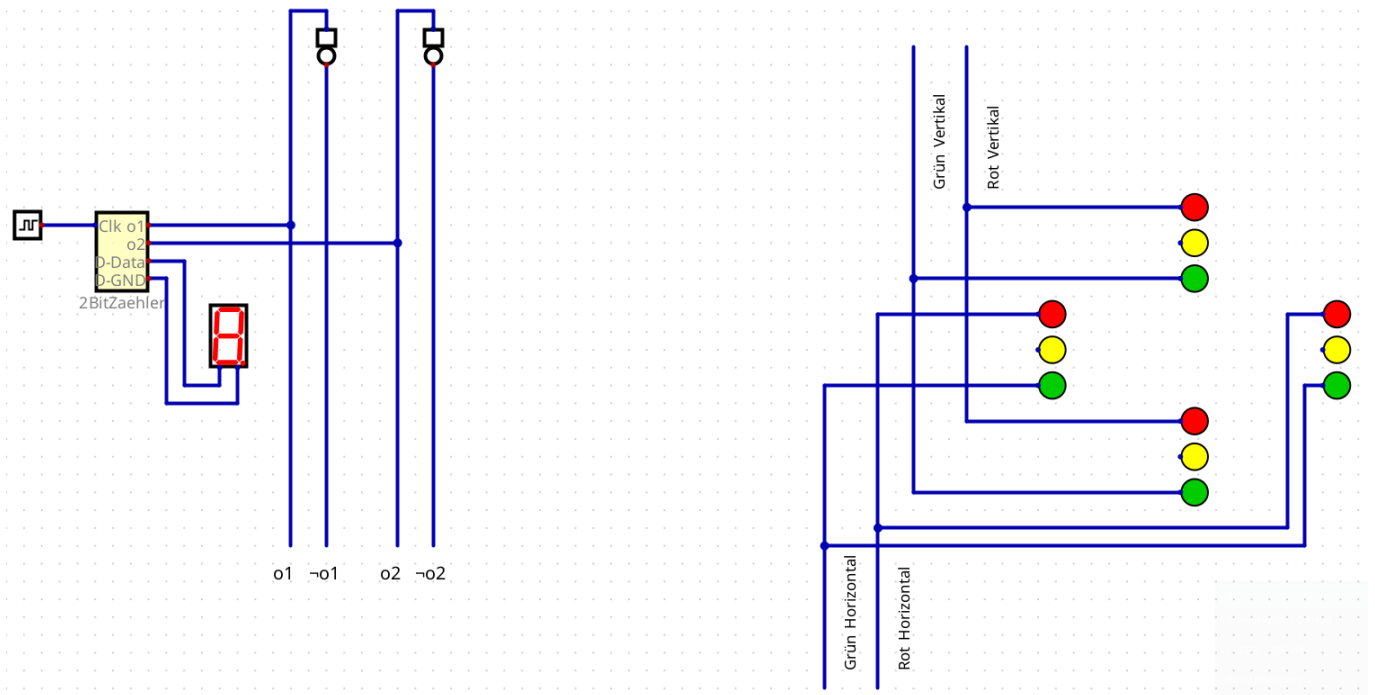 Clk o1
o2
D-Data
D-GND
2BitZaehler
o1
¬o1
o2
¬o2
Grün Vertikal
Rot Vertikal
Grün Horizontal
Rot Horizontal